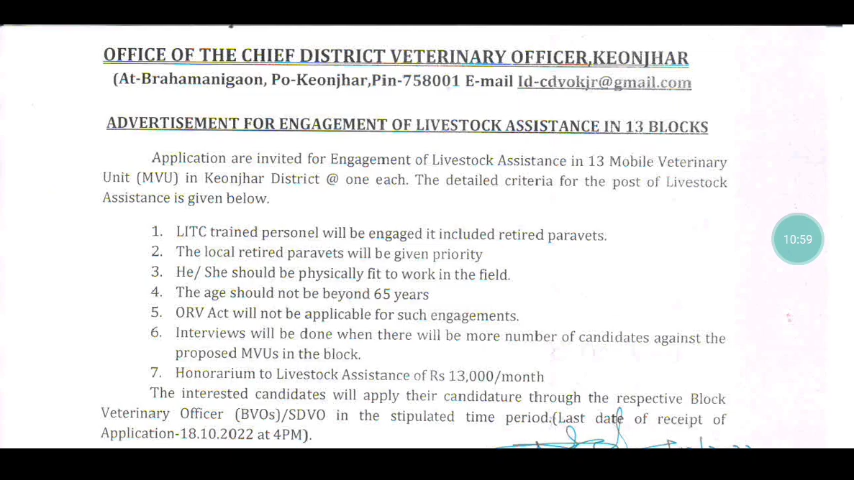 OFFICE OF THE CHIEF DISTRICT VETERINARY OFFICER,KEONJHAR
(At-Brahamanigaon, Po-Keonjhar,Pin-758001 E-mail Id-cdvokjr@gmail.com
ADVERTISEMENT FOR ENGAGEMENT OF LIVESTOCK ASSISTANCE IN 13 BLOCKS
Application are invited for Engagement of Livestock Assistance in 13 Mobile Veterinary
Unit (MVU) in Keonjhar District @ one each. The detailed criteria for the post of Livestock
Assistance is given below.
1. LITC trained personel will be engaged it included retired paravets.
2. The local retired paravets will be given priority
3. He/ She should be physically fit to work in the field.
4. The age should not be beyond 65 years
5. ORV Act will not be applicable for such engagements.
6. Interviews will be done when there will be more number of candidates against the
proposed MVUs in the block.
7. Honorarium to Livestock Assistance of Rs 13,000/month
The interested candidates will apply their candidature through the respective Block
Veterinary Officer (BVOs)/SDVO in the stipulated time period.(Last date of receipt of
Application-18.10.2022 at 4PM).
10:59